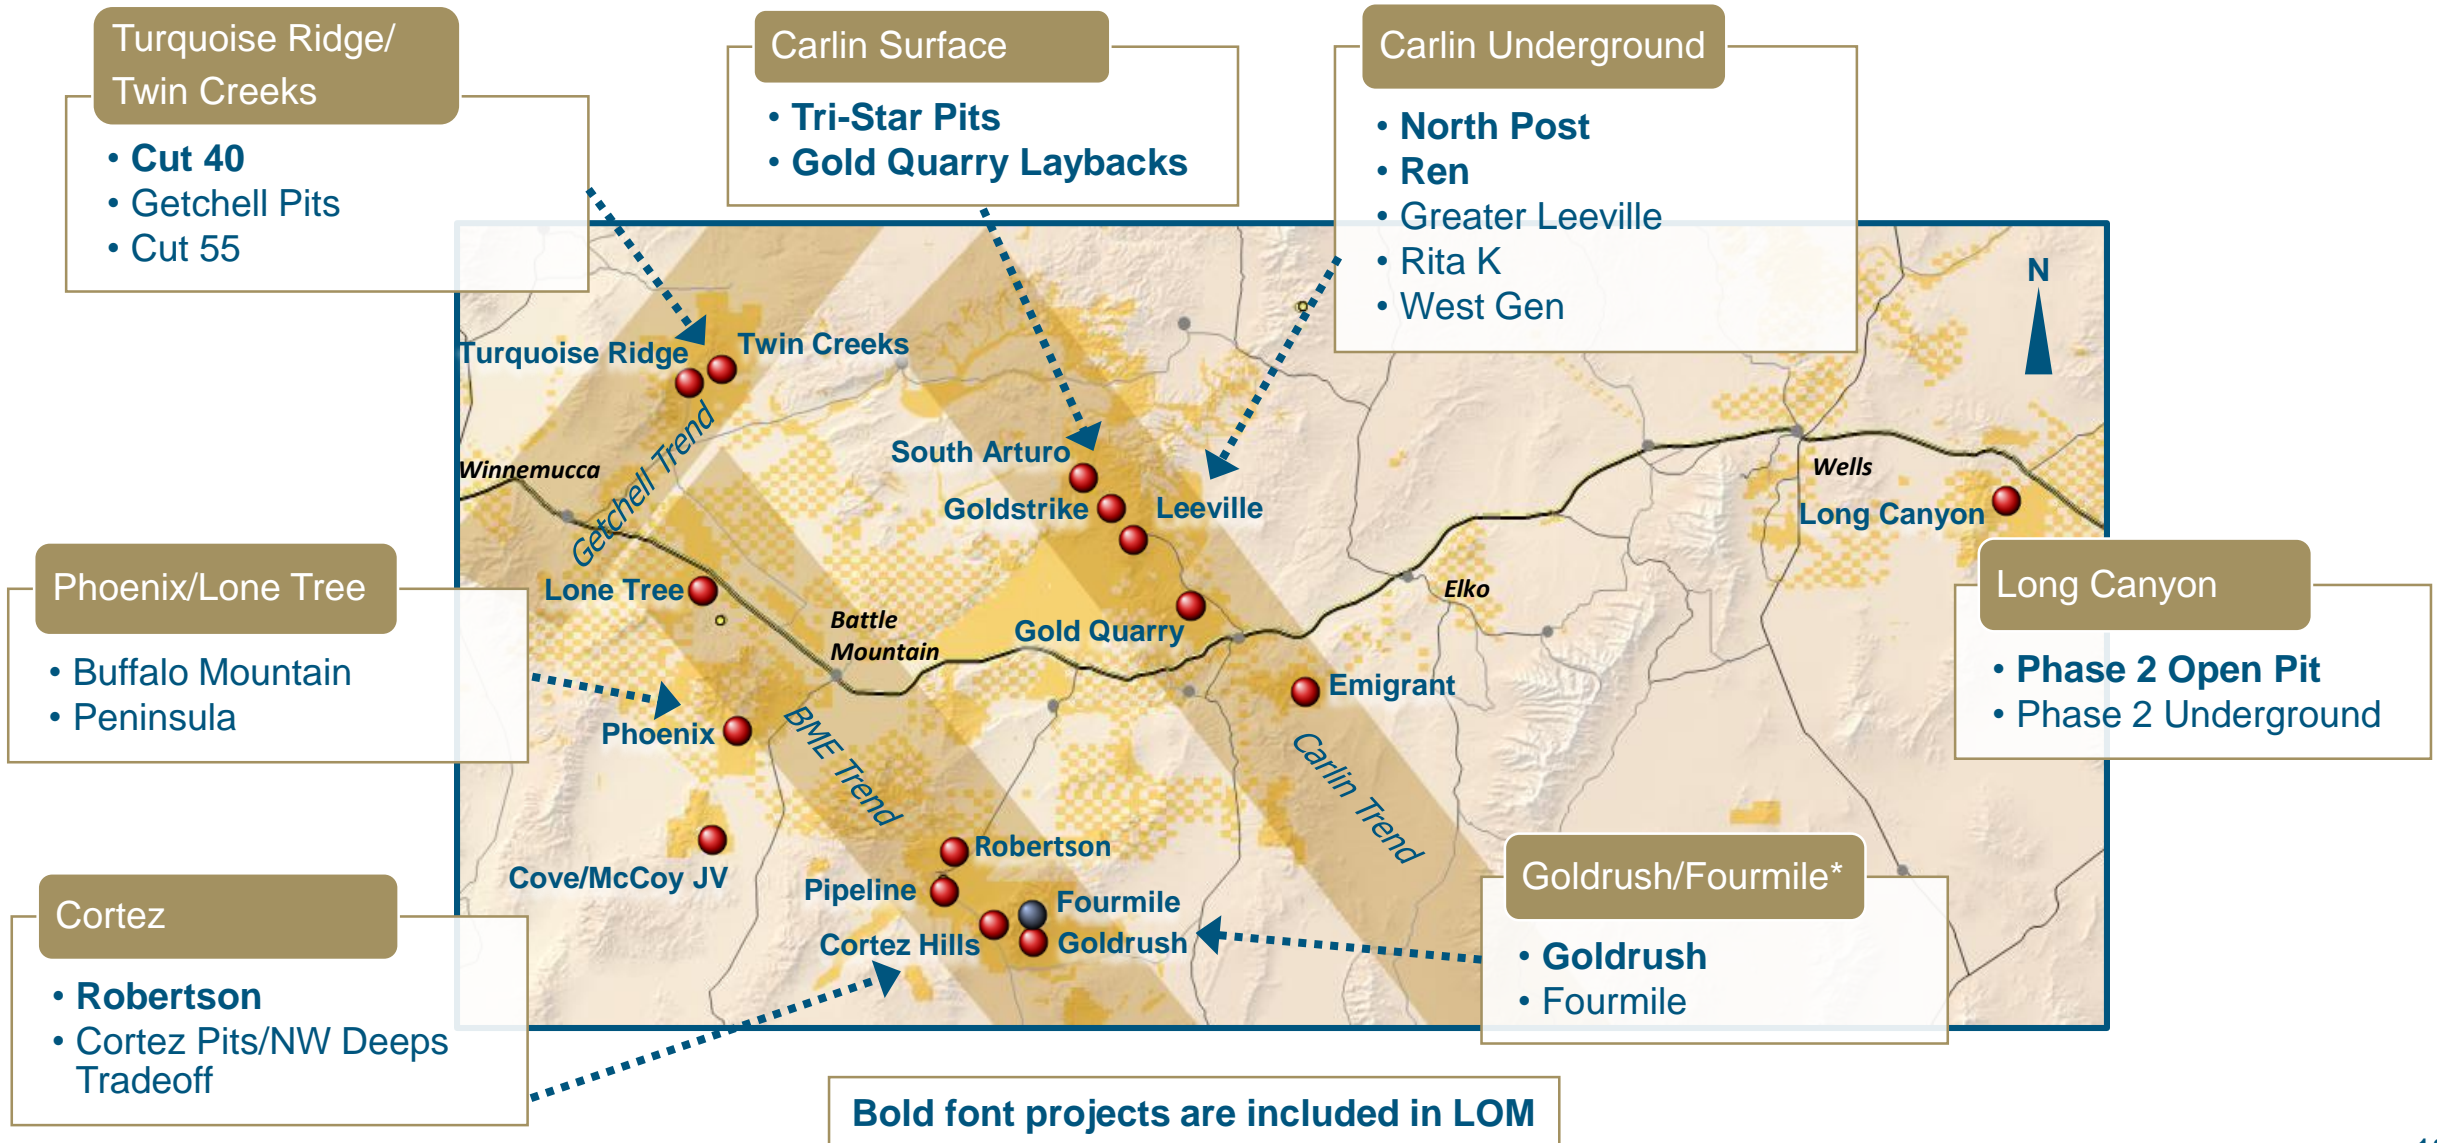 Turquoise Ridge/
Twin Creeks
• Cut 40
• Getchell Pits
• Cut 55
Carlin Surface
• Tri-Star Pits
• Gold Quarry Laybacks
Carlin Underground
• North Post
• Ren
• Greater Leeville
• Rita K
• West Gen
N
Turquoise Ridge
Twin Creeks
Getchell Trend
Winnemucca
South Arturo
Goldstrike
Leeville
Wells
Long Canyon
Phoenix/Lone Tree
• Buffalo Mountain
• Peninsula
Lone Tree
Battle
Mountain
Gold Quarry
Elko
Emigrant
Long Canyon
• Phase 2 Open Pit
• Phase 2 Underground
Phoenix
BME Trend
Carlin Trend
Cove/McCoy JV
Robertson
Pipeline
Fourmile
Cortez Hills
Goldrush
Cortez
• Robertson
• Cortez Pits/NW Deeps
Tradeoff
Goldrush/Fourmile*
• Goldrush
• Fourmile
Bold font projects are included in LOM